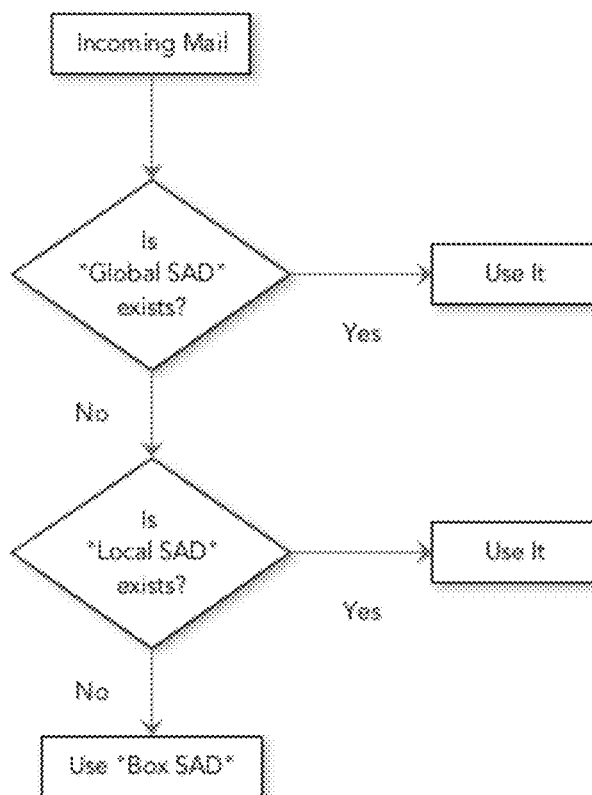 Incoming Mail
Is
"Global SAD"
exists?
Use It
Yes
No
Is
"Local SAD"
exists?
Use It
Yes
No
Use "Box SAD"